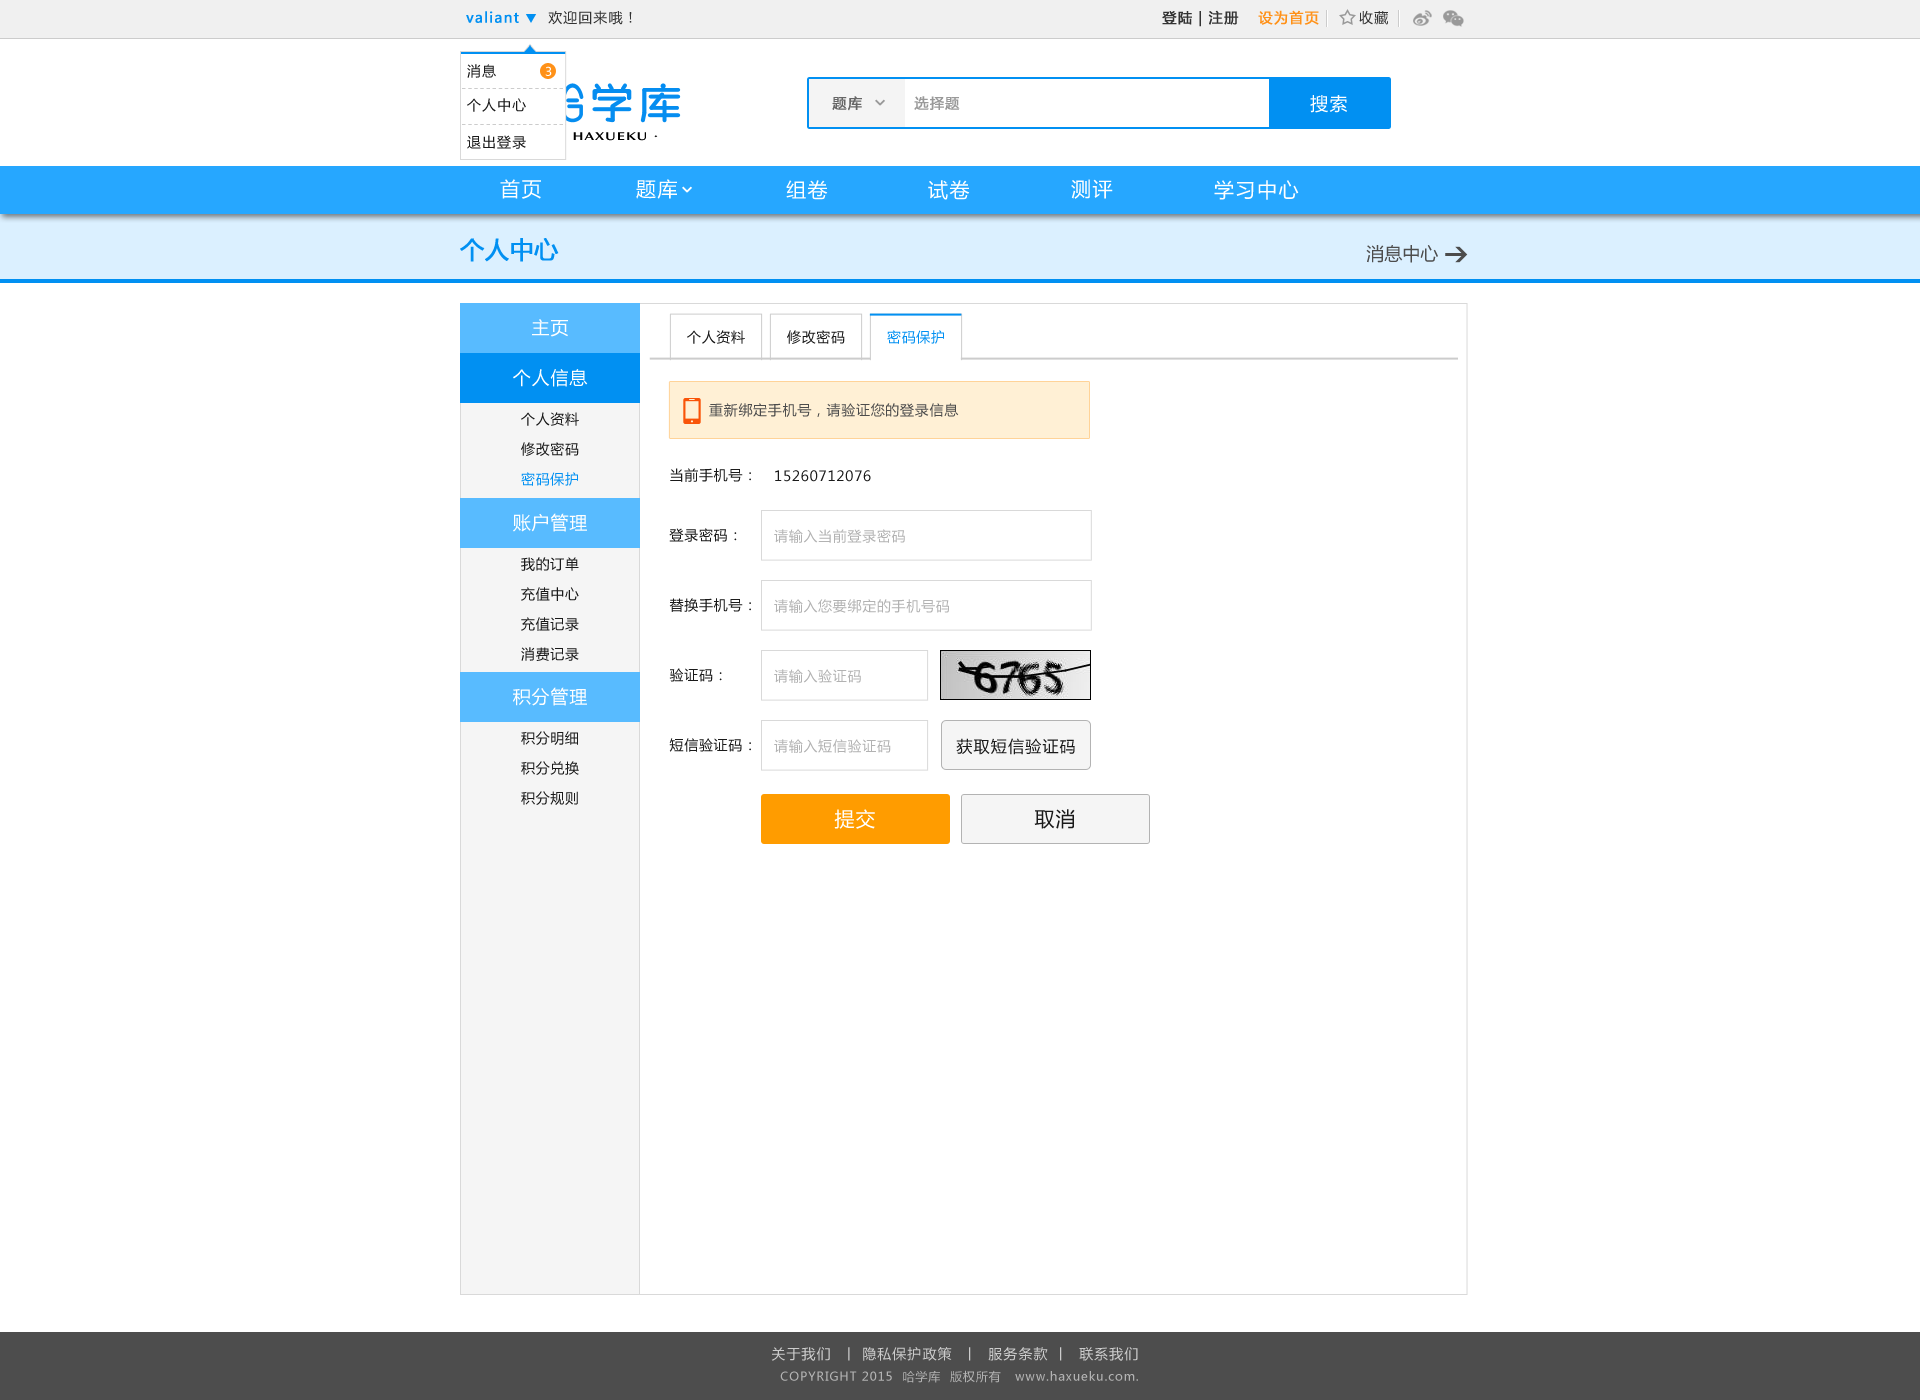 valiant ▼ 欢迎回来哦！
登陆 | 注册 设为首页 收藏
消息 3
个人中心
退出登录
哈学库
HAXUEKU ·
题库 选择题 搜索
首页 题库 组卷 试卷 测评 学习中心
个人中心
消息中心
主页
个人信息
个人资料
修改密码
密码保护
账户管理
我的订单
充值中心
充值记录
消费记录
积分管理
积分明细
积分兑换
积分规则
个人资料 修改密码 密码保护
重新绑定手机号，请验证您的登录信息
当前手机号： 15260712076
登录密码： 请输入当前登录密码
替换手机号： 请输入您要绑定的手机号码
验证码： 请输入验证码 6765
短信验证码： 请输入短信验证码 获取短信验证码
提交 取消
关于我们 | 隐私保护政策 | 服务条款 | 联系我们
COPYRIGHT 2015 哈学库 版权所有 www.haxueku.com.